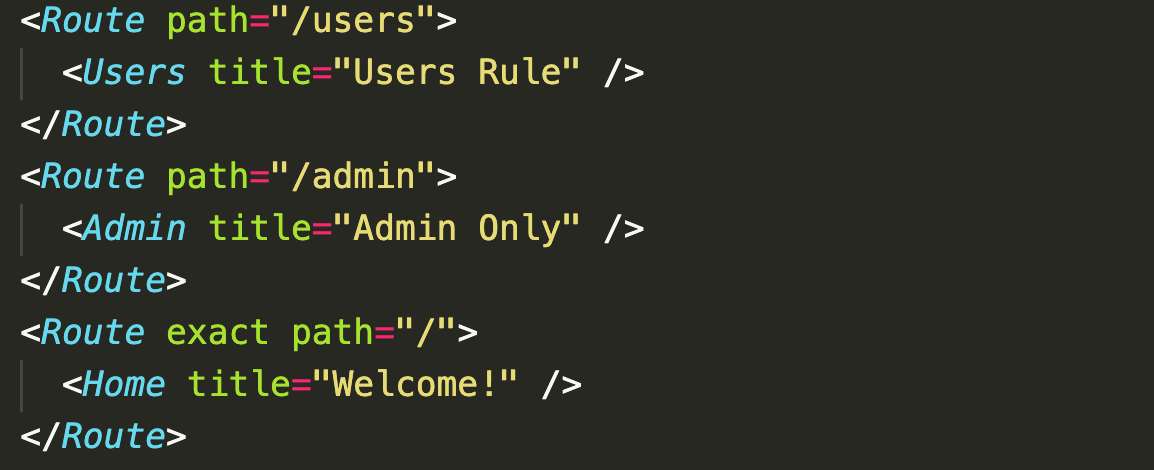 <Route path="/users">
  <Users title="Users Rule" />
</Route>
<Route path="/admin">
  <Admin title="Admin Only" />
</Route>
<Route exact path="/">
  <Home title="Welcome!" />
</Route>